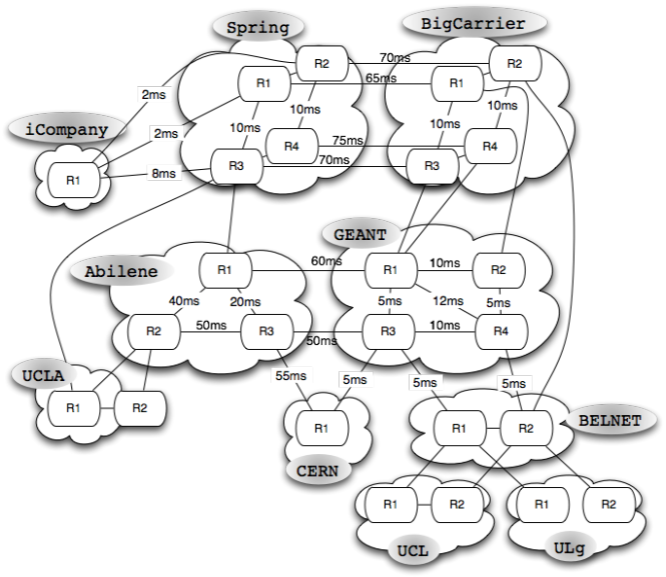 Spring
BigCarrier
R2
70ms
R2
R1
65ms
R1
2ms
10ms
10ms
iCompany
2ms
10ms
10ms
R4
75ms
R4
R1
8ms
R3
70ms
R3
GEANT
Abilene
R1
60ms
R1
10ms
R2
40ms
20ms
5ms
12ms
5ms
R2
50ms
R3
50ms
R3
10ms
R4
UCLA
55ms
5ms
5ms
5ms
R1
R2
R1
R1
R2
BELNET
CERN
R1
R2
R1
R2
UCL
ULg